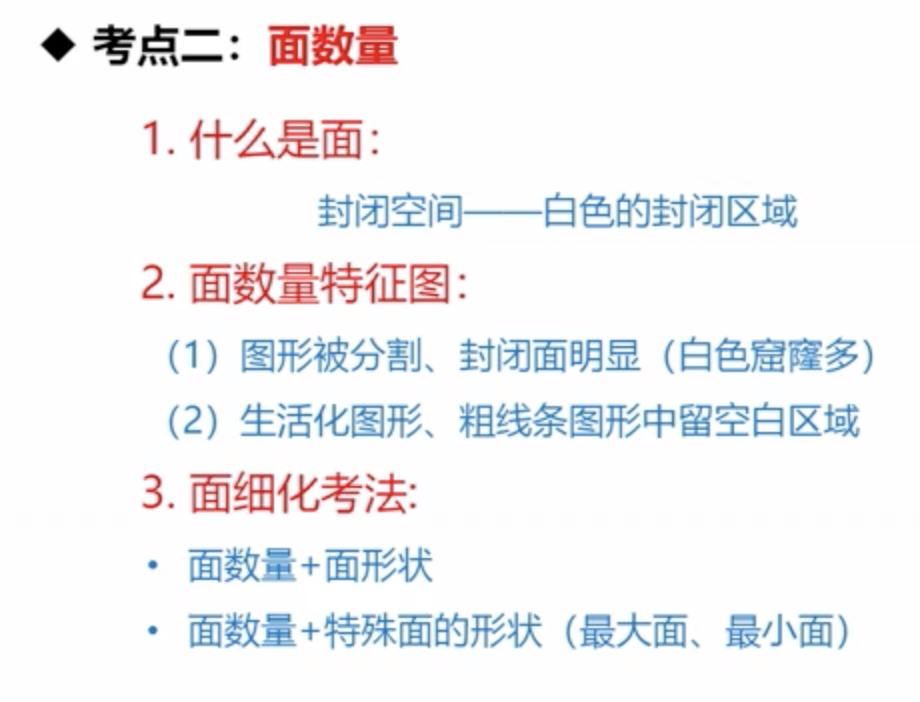 ◆ 考点二：面数量
1. 什么是面：
封闭空间——白色的封闭区域
2. 面数量特征图：
（1）图形被分割、封闭面明显（白色窟窿多）
（2）生活化图形、粗线条图形中留空白区域
3. 面细化考法:
• 面数量+面形状
• 面数量+特殊面的形状（最大面、最小面）